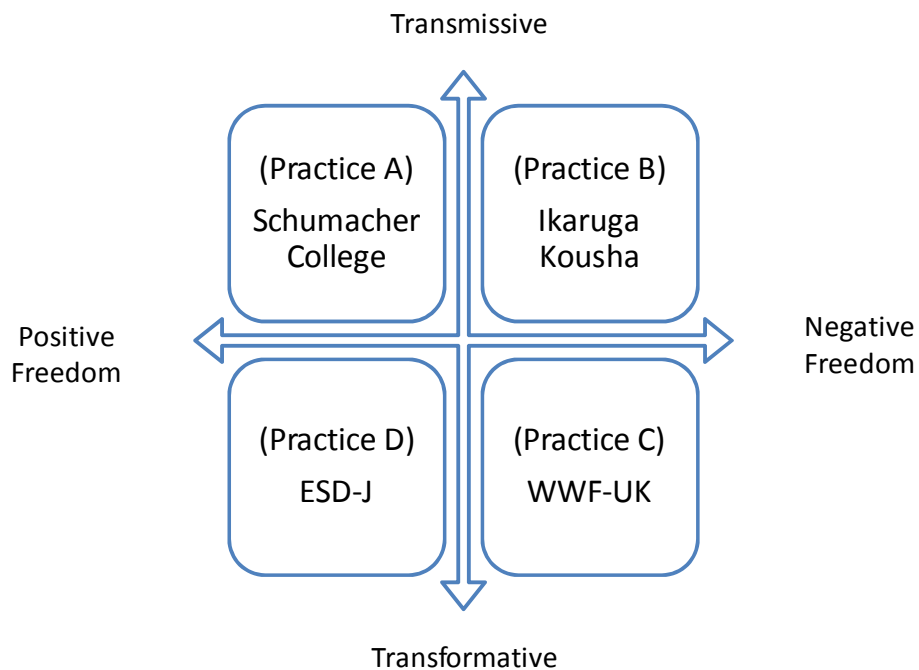 Transmissive
(Practice A)
Schumacher
College
(Practice B)
Ikaruga
Kousha
Positive
Freedom
Negative
Freedom
(Practice D)
ESD-J
(Practice C)
WWF-UK
Transformative